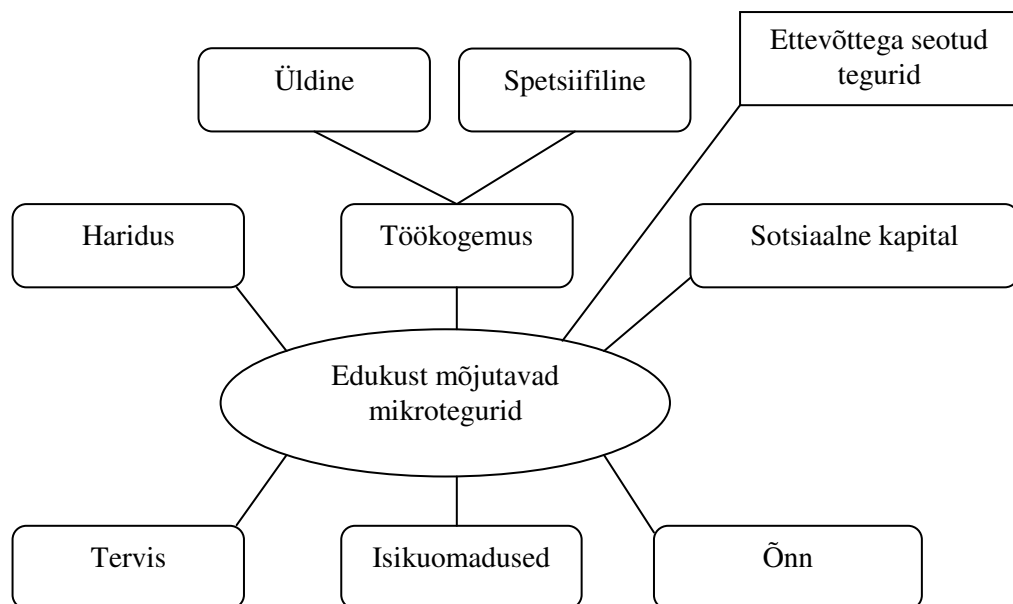 Ettevõttega seotud
tegurid
Üldine
Spetsiifiline
Haridus
Töökogemus
Sotsiaalne kapital
Edukust mõjutavad
mikrotegurid
Tervis
Isikuomadused
Õnn